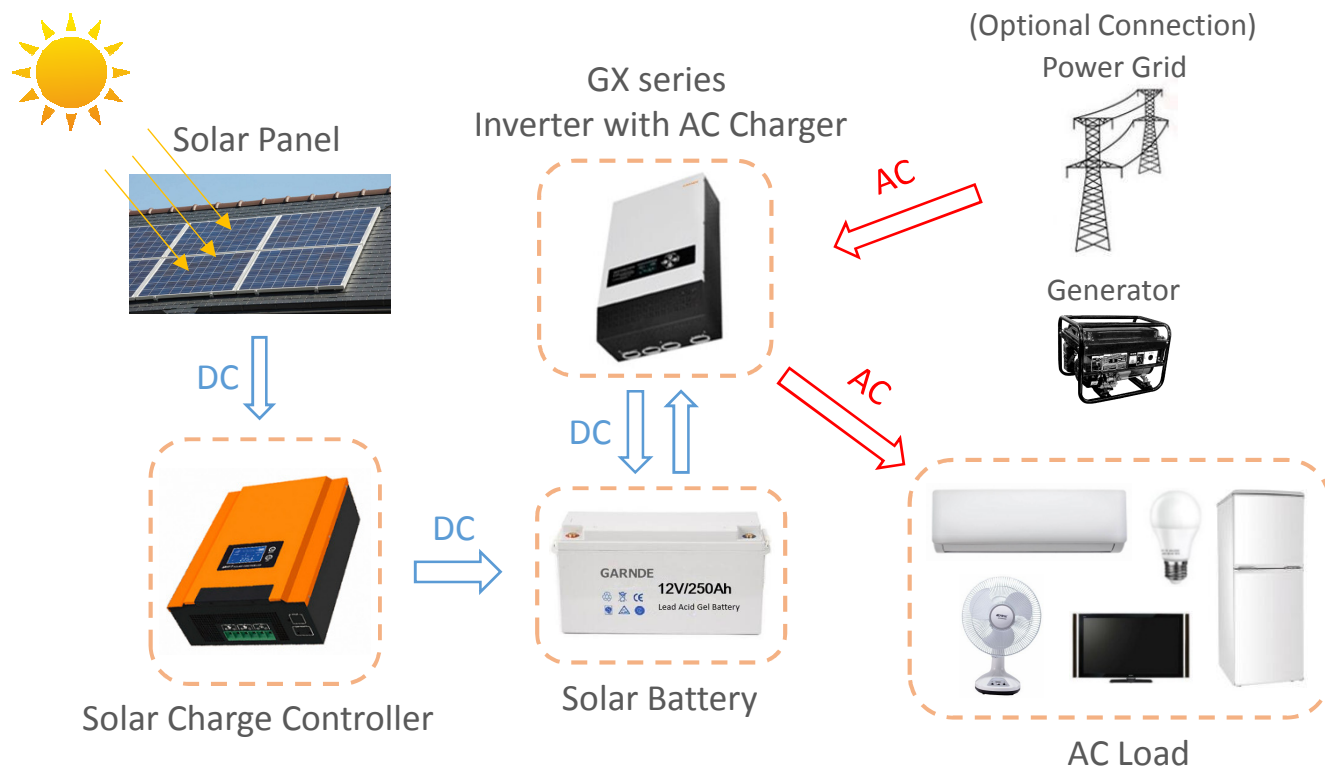 (Optional Connection)
Power Grid
GX series
Inverter with AC Charger
Solar Panel
AC
Generator
DC
AC
DC
DC
GARNDE
12V/250Ah
Lead Acid Gel Battery
CE
Solar Battery
Solar Charge Controller
AC Load